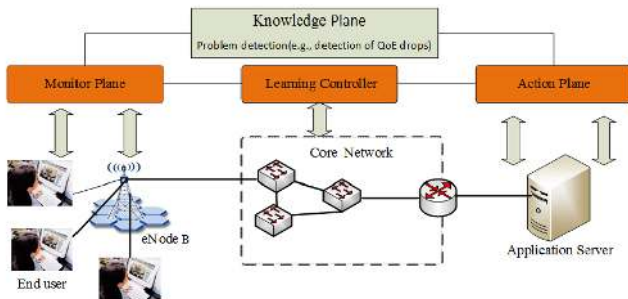 Knowledge Plane
Problem detection(e.g., detection of QoE drops)
Monitor Plane
Learning Controller
Action Plane
Core Network
eNode B
End user
Application Server